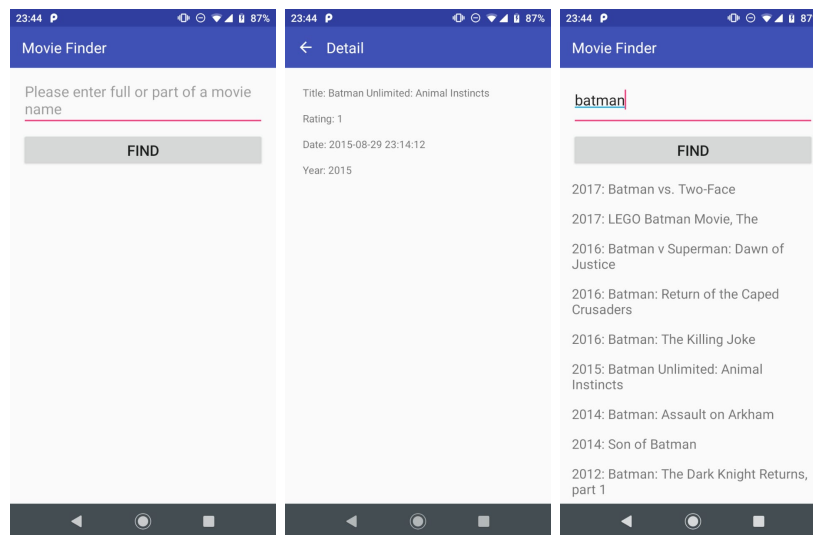 23:44 P 87%
Movie Finder
Please enter full or part of a movie
name
FIND
23:44 P 87%
Detail
Title: Batman Unlimited: Animal Instincts
Rating: 1
Date: 2015-08-29 23:14:12
Year: 2015
23:44 P 87
Movie Finder
batman
FIND
2017: Batman vs. Two-Face
2017: LEGO Batman Movie, The
2016: Batman v Superman: Dawn of
Justice
2016: Batman: Return of the Caped
Crusaders
2016: Batman: The Killing Joke
2015: Batman Unlimited: Animal
Instincts
2014: Batman: Assault on Arkham
2014: Son of Batman
2012: Batman: The Dark Knight Returns,
part 1